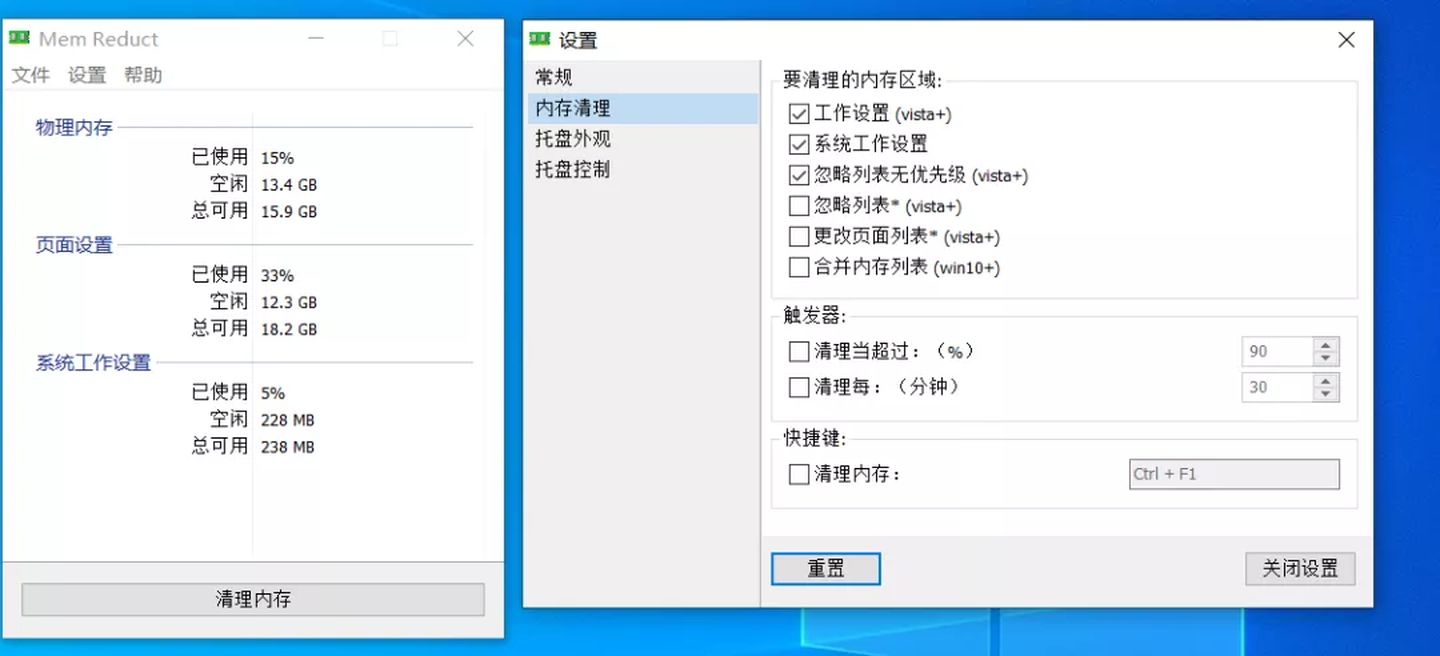 Mem Reduct
文件 设置 帮助
物理内存
已使用 15%
空闲 13.4 GB
总可用 15.9 GB
页面设置
已使用 33%
空闲 12.3 GB
总可用 18.2 GB
系统工作设置
已使用 5%
空闲 228 MB
总可用 238 MB
清理内存
设置
常规
内存清理
托盘外观
托盘控制
要清理的内存区域:
工作设置 (vista+)
系统工作设置
忽略列表无优先级 (vista+)
忽略列表* (vista+)
更改页面列表* (vista+)
合并内存列表 (win10+)
触发器:
清理当超过：（%） 90
清理每：（分钟） 30
快捷键:
清理内存： Ctrl + F1
重置 关闭设置